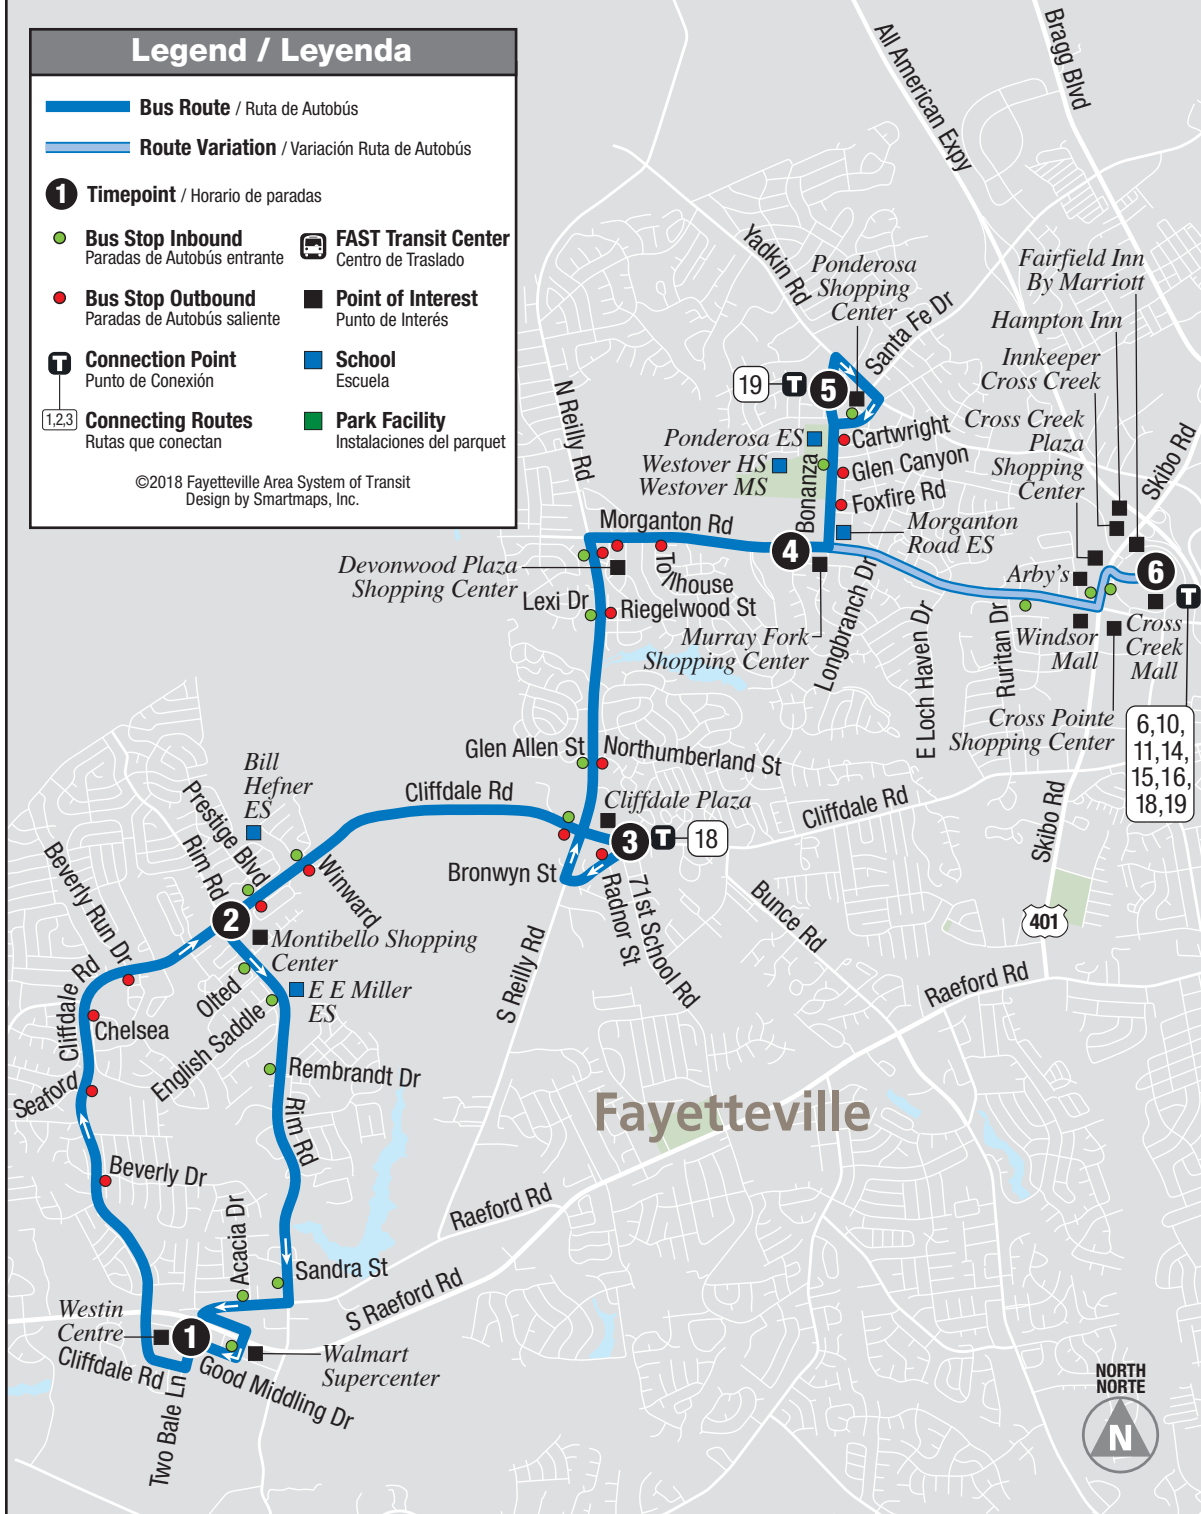 Legend / Leyenda
Bus Route / Ruta de Autobús
Route Variation / Variación Ruta de Autobús
1 Timepoint / Horario de paradas
Bus Stop Inbound
Paradas de Autobús entrante
FAST Transit Center
Centro de Traslado
Bus Stop Outbound
Paradas de Autobús saliente
Point of Interest
Punto de Interés
T Connection Point
Punto de Conexión
School
Escuela
1,2,3 Connecting Routes
Rutas que conectan
Park Facility
Instalaciones del parquet
©2018 Fayetteville Area System of Transit
Design by Smartmaps, Inc.
All American Expy
Bragg Blvd
Yadkin Rd
Ponderosa
Shopping
Center
Santa Fe Dr
Fairfield Inn
By Marriott
Hampton Inn
Innkeeper
Cross Creek
Cross Creek
Plaza
Shopping
Center
Skibo Rd
N Reilly Rd
19
T
5
Ponderosa ES
Westover HS
Westover MS
Bonanza
Cartwright
Glen Canyon
Foxfire Rd
Morganton
Road ES
Morganton Rd
4
Devonwood Plaza
Shopping Center
Tollhouse
Lexi Dr
Riegelwood St
Murray Fork
Shopping Center
Longbranch Dr
E Loch Haven Dr
Ruritan Dr
Arby's
6
T
Windsor
Mall
Cross
Creek
Mall
Cross Pointe
Shopping Center
6,10,
11,14,
15,16,
18,19
Glen Allen St
Northumberland St
Bill
Hefner
ES
Prestige Blvd
Rim Rd
Cliffdale Rd
Cliffdale Plaza
Cliffdale Rd
Skibo Rd
3
T
18
Bronwyn St
Winward
Beverly Run Dr
2
Montibello Shopping
Center
71st School Rd
Radnor St
Bunce Rd
401
S Reilly Rd
Raeford Rd
Cliffdale Rd
Olted
E E Miller
ES
Chelsea
English Saddle
Seaford
Rembrandt Dr
Rim Rd
Fayetteville
Beverly Dr
Raeford Rd
Acacia Dr
Sandra St
S Raeford Rd
Westin
Centre
1
Cliffdale Rd
Good Middling Dr
Walmart
Supercenter
Two Bale Ln
NORTH
NORTE
N